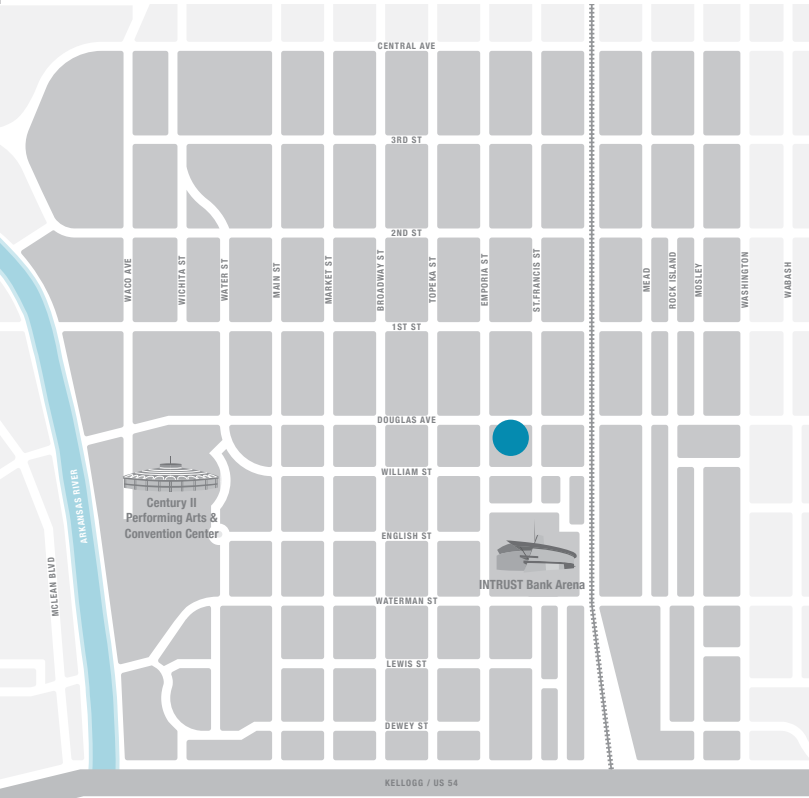 CENTRAL AVE
3RD ST
2ND ST
WACO AVE
WICHITA ST
WATER ST
MAIN ST
MARKET ST
BROADWAY ST
TOPEKA ST
EMPORIA ST
ST.FRANCIS ST
MEAD
ROCK ISLAND
MOSLEY
WASHINGTON
WABASH
1ST ST
DOUGLAS AVE
WILLIAM ST
ARKANSAS RIVER
Century II
Performing Arts &
Convention Center
ENGLISH ST
MCLEAN BLVD
INTRUST Bank Arena
WATERMAN ST
LEWIS ST
DEWEY ST
KELLOGG / US 54